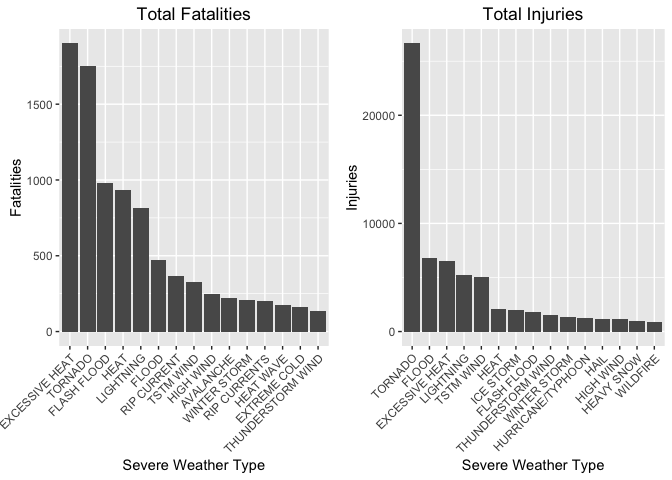 Total Fatalities
Fatalities
1500
1000
500
0
EXCESSIVE HEAT
TORNADO
FLASH FLOOD
HEAT
LIGHTNING
FLOOD
RIP CURRENT
TSTM WIND
HIGH WIND
AVALANCHE
WINTER STORM
RIP CURRENTS
HEAT WAVE
EXTREME COLD
THUNDERSTORM WIND
Severe Weather Type
Total Injuries
Injuries
20000
10000
0
TORNADO
FLOOD
EXCESSIVE HEAT
LIGHTNING
TSTM WIND
HEAT
ICE STORM
FLASH FLOOD
THUNDERSTORM WIND
WINTER STORM
HURRICANE/TYPHOON
HAIL
HIGH WIND
HEAVY SNOW
WILDFIRE
Severe Weather Type